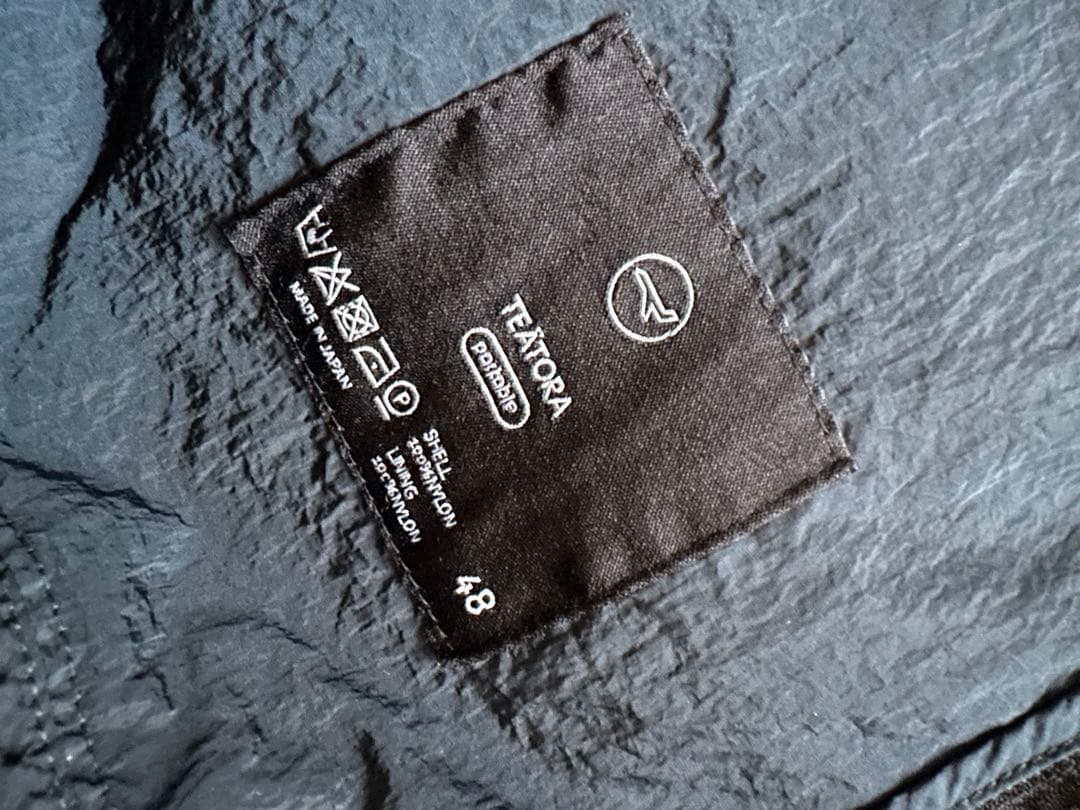 TEÄTORA
portable
P
MADE IN JAPAN
SHELL
100%NYLON
LINING
100%NYLON
48